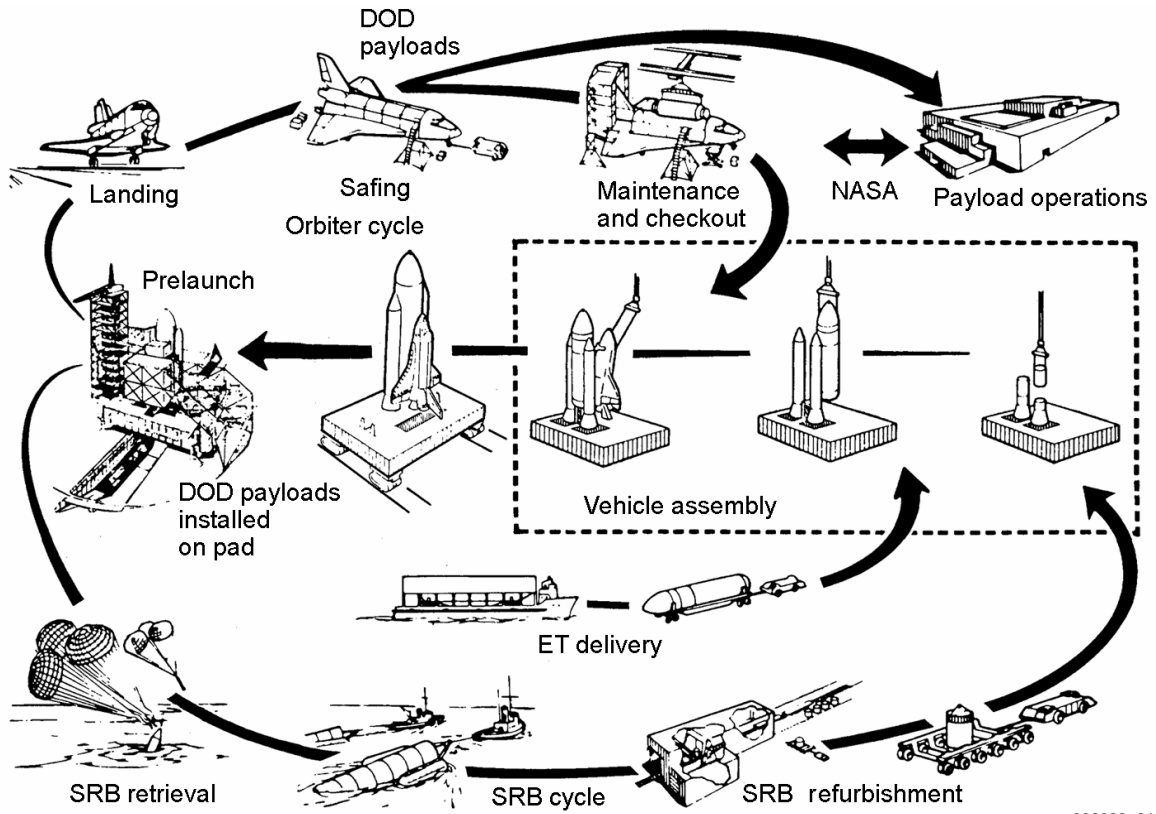 DOD
payloads
Landing
Safing
Maintenance
and checkout
NASA
Payload operations
Orbiter cycle
Prelaunch
DOD payloads
installed
on pad
Vehicle assembly
ET delivery
SRB retrieval
SRB cycle
SRB refurbishment